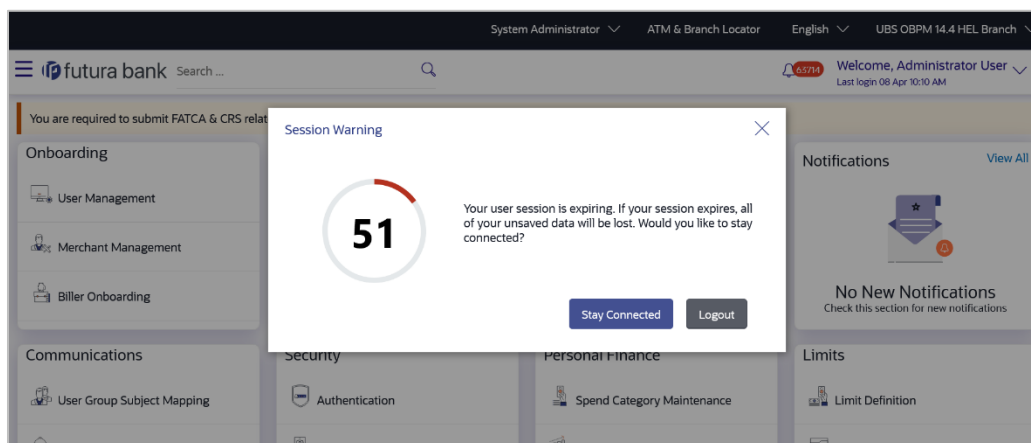 System Administrator ATM & Branch Locator English UBS OBPM 14.4 HEL Branch
futura bank Search ... 63714 Welcome, Administrator User
Last login 08 Apr 10:10 AM
You are required to submit FATCA & CRS relat
Session Warning
Onboarding
Notifications View All
User Management
51
Your user session is expiring. If your session expires, all
of your unsaved data will be lost. Would you like to stay
connected?
Merchant Management
Biller Onboarding
No New Notifications
Check this section for new notifications
Stay Connected Logout
Communications Security Personal Finance Limits
User Group Subject Mapping Authentication Spend Category Maintenance Limit Definition